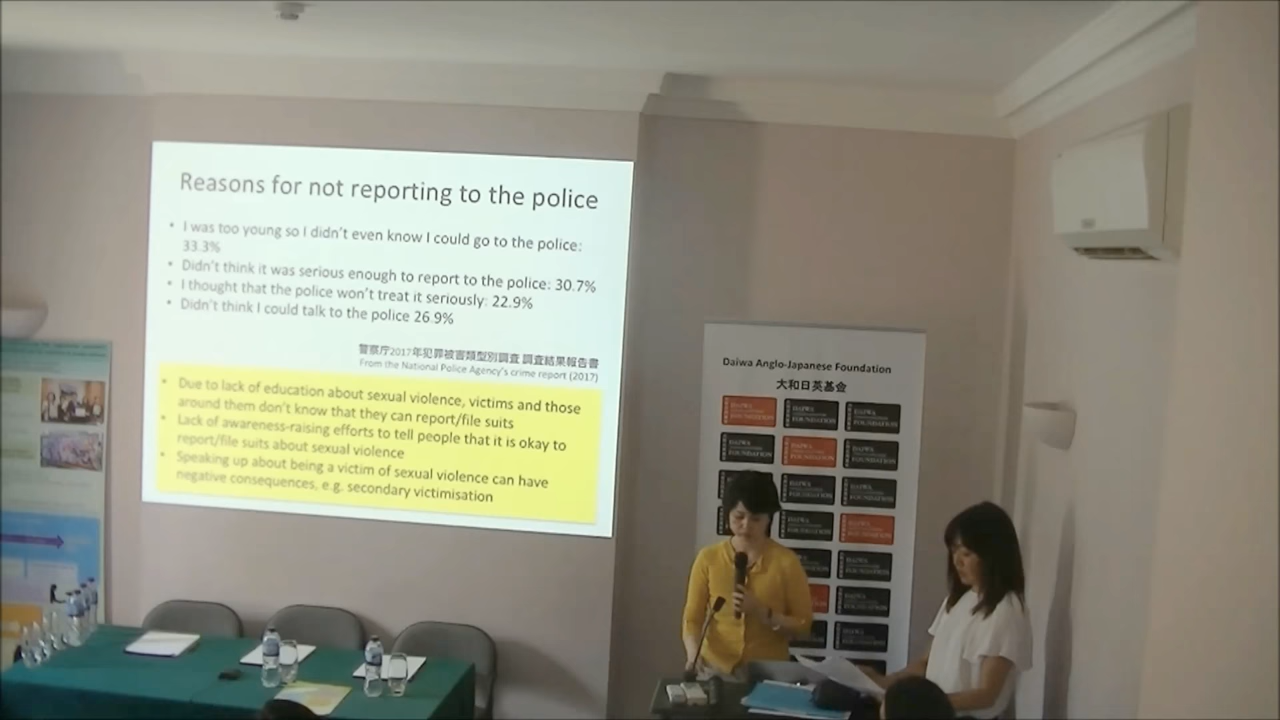 Reasons for not reporting to the police
• I was too young so I didn't even know I could go to the police:
33.3%
• Didn't think it was serious enough to report to the police: 30.7%
• I thought that the police won't treat it seriously: 22.9%
• Didn't think I could talk to the police 26.9%
警察庁2017年犯罪被害類型別調査 調査結果報告書
From the National Police Agency's crime report (2017)
• Due to lack of education about sexual violence, victims and those
around them don't know that they can report/file suits
• Lack of awareness-raising efforts to tell people that it is okay to
report/file suits about sexual violence
• Speaking up about being a victim of sexual violence can have
negative consequences, e.g. secondary victimisation
Daiwa Anglo-Japanese Foundation
大和日英基金